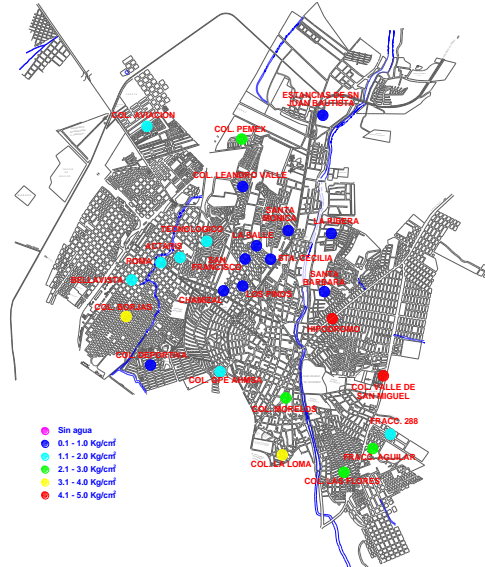 ESTANCIAS DE SN
JUAN BAUTISTA
COL. AVIACION
COL. PEMEX
COL. LEANDRO VALLE
SANTA
MONICA
LA RIBERA
TECNOLOGICO
LA SALLE
ROMA
SAN
FRANCISCO
STA. CECILIA
BELLAVISTA
SANTA
BARBARA
LOS PINOS
COL. BORJAS
HIPODROMO
COL. DEPORTIVA
COL. GPE AHMSA
COL. VALLE DE
SAN MIGUEL
COL. MORELOS
FRACC. 288
FRACC. AGUILAR
COL. LA LOMA
COL. LAS FLORES
Sin agua
0.1 - 1.0 Kg/cm²
1.1 - 2.0 Kg/cm²
2.1 - 3.0 Kg/cm²
3.1 - 4.0 Kg/cm²
4.1 - 5.0 Kg/cm²